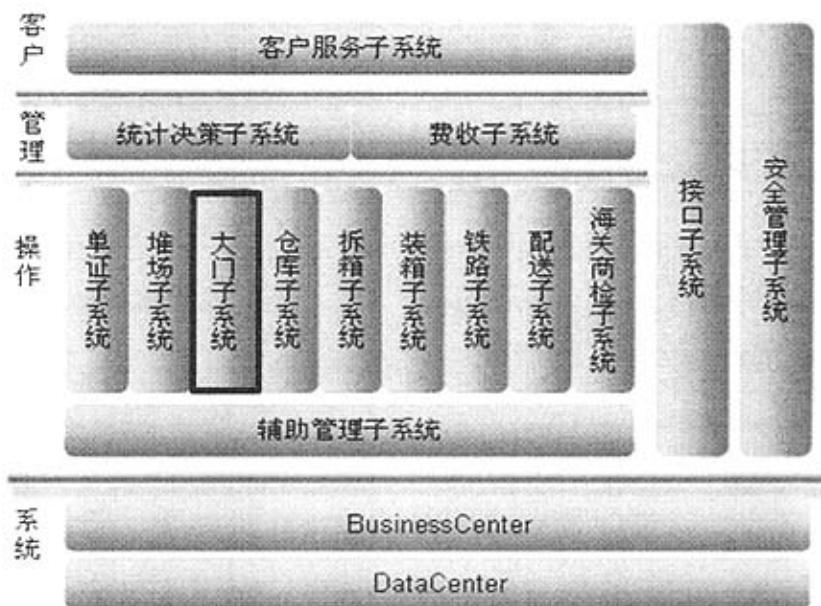 客户
客户服务子系统
管理
统计决策子系统
费收子系统
操作
单证子系统
堆场子系统
大门子系统
仓库子系统
拆箱子系统
装箱子系统
铁路子系统
配送子系统
海关商检子系统
辅助管理子系统
接口子系统
安全管理子系统
系统
BusinessCenter
DataCenter